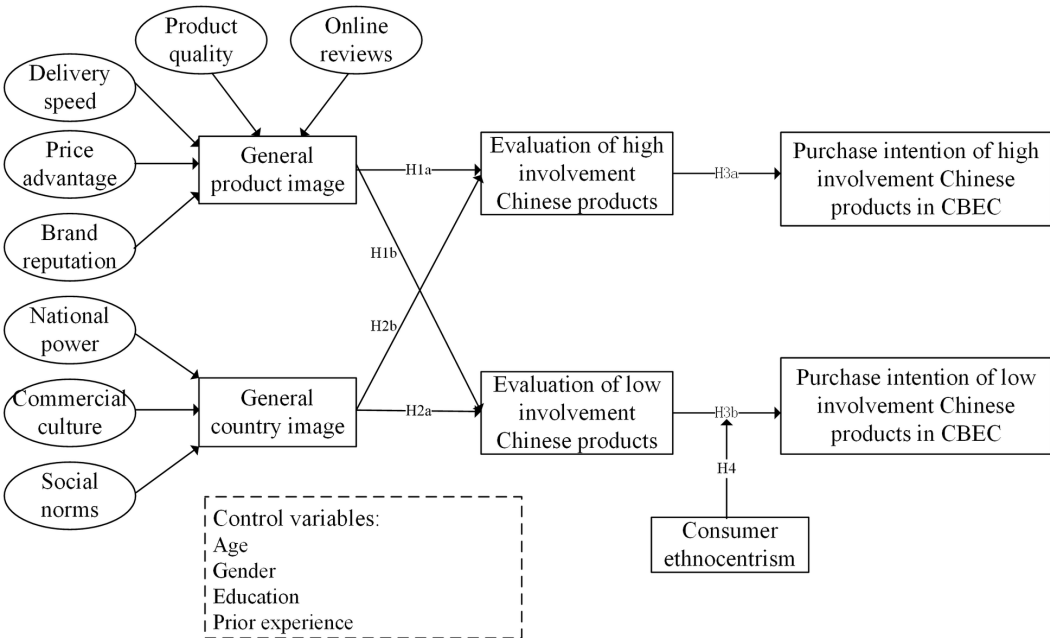 Product
quality
Online
reviews
Delivery
speed
Price
advantage
Brand
reputation
General
product image
H1a
Evaluation of high
involvement
Chinese products
H3a
Purchase intention of high
involvement Chinese
products in CBEC
H1b
H2b
National
power
Commercial
culture
Social
norms
General
country image
H2a
Evaluation of low
involvement
Chinese products
H3b
Purchase intention of low
involvement Chinese
products in CBEC
H4
Consumer
ethnocentrism
Control variables:
Age
Gender
Education
Prior experience